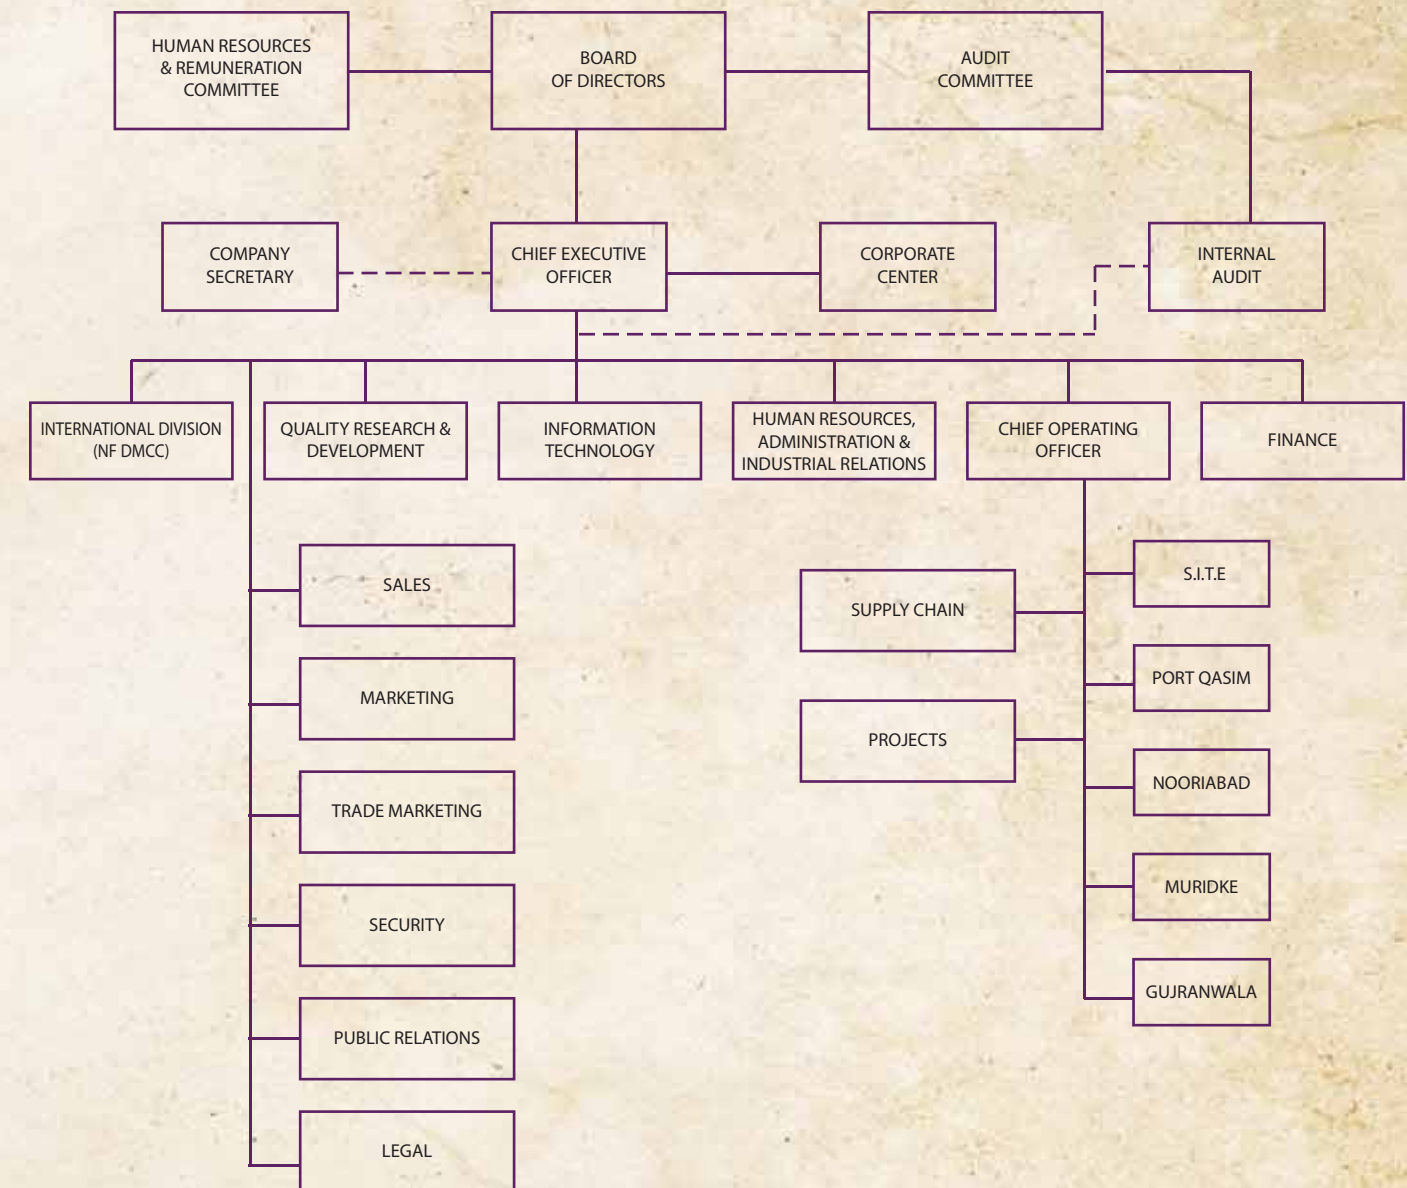 HUMAN RESOURCES
& REMUNERATION
COMMITTEE
BOARD
OF DIRECTORS
AUDIT
COMMITTEE
COMPANY
SECRETARY
CHIEF EXECUTIVE
OFFICER
CORPORATE
CENTER
INTERNAL
AUDIT
INTERNATIONAL DIVISION
(NF DMCC)
QUALITY RESEARCH &
DEVELOPMENT
INFORMATION
TECHNOLOGY
HUMAN RESOURCES,
ADMINISTRATION &
INDUSTRIAL RELATIONS
CHIEF OPERATING
OFFICER
FINANCE
SALES
MARKETING
TRADE MARKETING
SECURITY
PUBLIC RELATIONS
LEGAL
SUPPLY CHAIN
PROJECTS
S.I.T.E
PORT QASIM
NOORIABAD
MURIDKE
GUJRANWALA